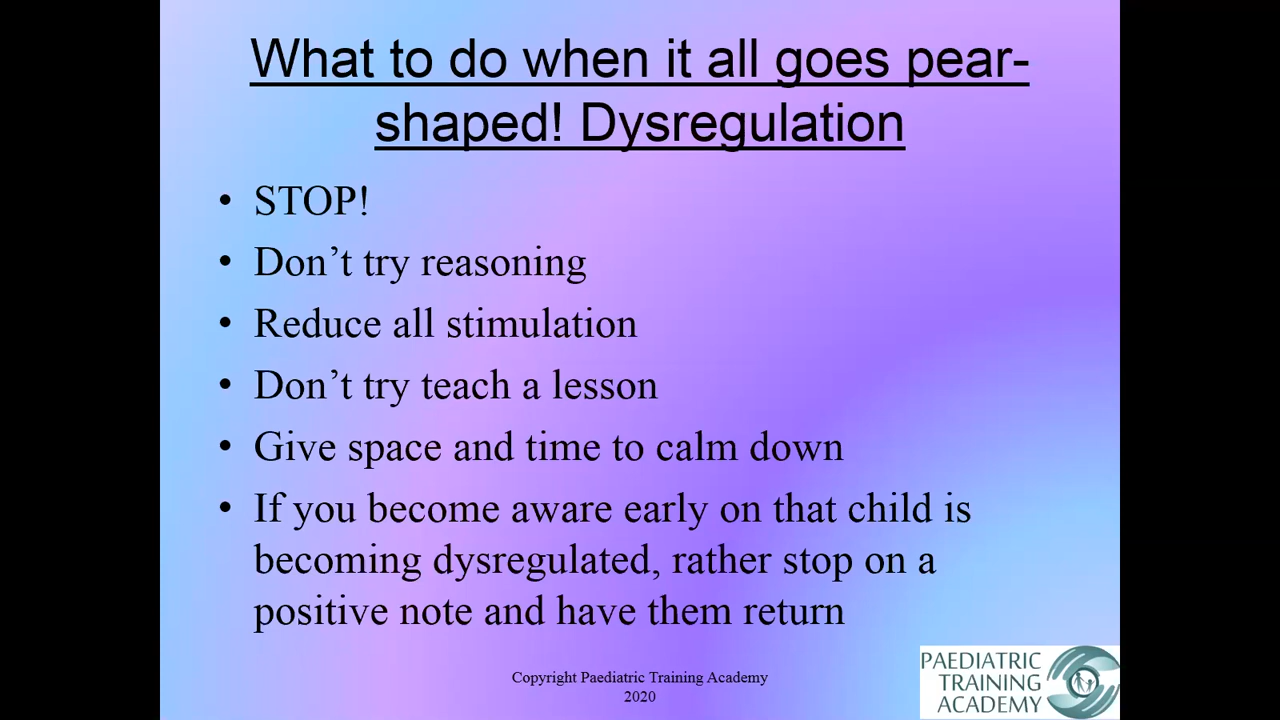 What to do when it all goes pear-
shaped! Dysregulation
• STOP!
• Don’t try reasoning
• Reduce all stimulation
• Don’t try teach a lesson
• Give space and time to calm down
• If you become aware early on that child is
becoming dysregulated, rather stop on a
positive note and have them return
Copyright Paediatric Training Academy
2020
PAEDIATRIC
TRAINING
ACADEMY